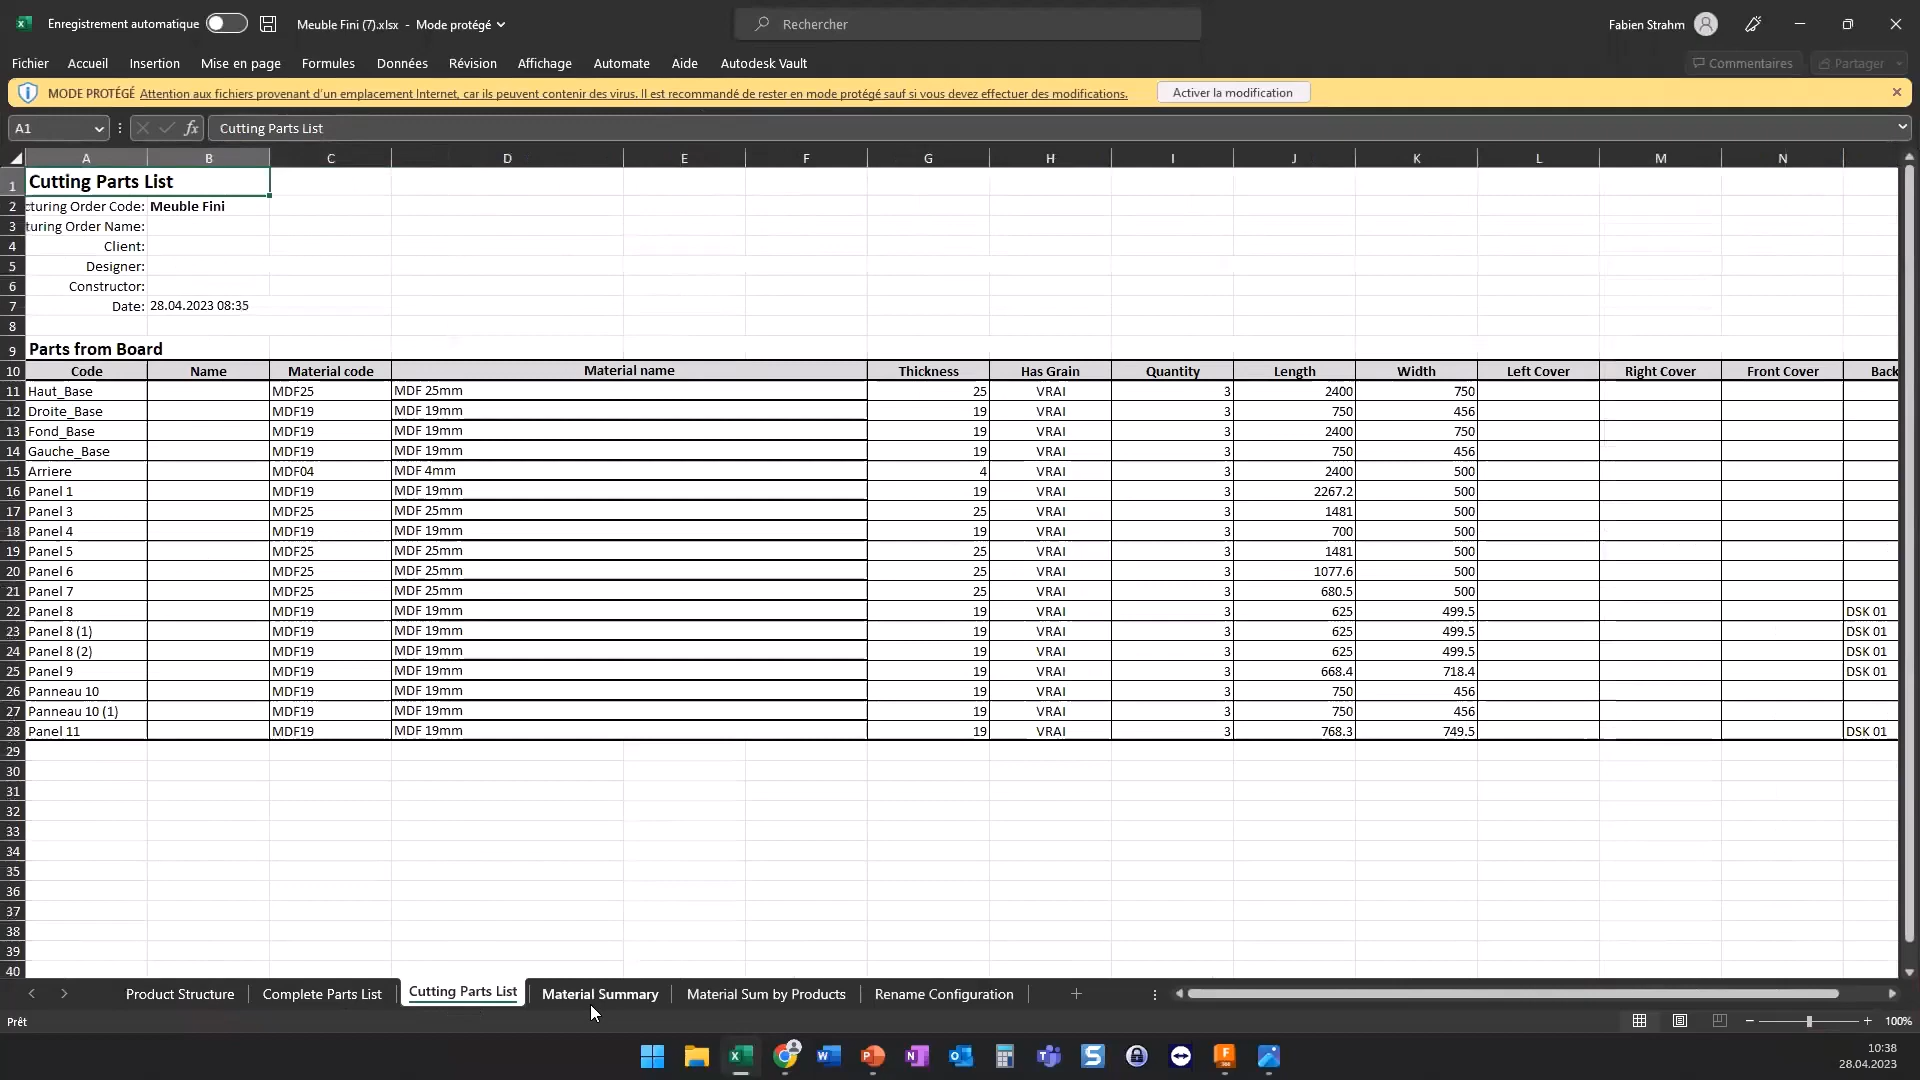 Enregistrement automatique
Meuble Fini (7).xlsx - Mode protégé
Rechercher
Fabien Strahm
Fichier Accueil Insertion Mise en page Formules Données Révision Affichage Automate Aide Autodesk Vault
Commentaires Partager
MODE PROTÉGÉ Attention aux fichiers provenant d'un emplacement Internet, car ils peuvent contenir des virus. Il est recommandé de rester en mode protégé sauf si vous devez effectuer des modifications. Activer la modification
A1 fx Cutting Parts List
A B C D E F G H I J K L M N
1 Cutting Parts List
2 cturing Order Code: Meuble Fini
3 turing Order Name:
4 Client:
5 Designer:
6 Constructor:
7 Date: 28.04.2023 08:35
8
9 Parts from Board
10 Code Name Material code Material name Thickness Has Grain Quantity Length Width Left Cover Right Cover Front Cover Back
11 Haut_Base MDF25 MDF 25mm 25 VRAI 3 2400 750
12 Droite_Base MDF19 MDF 19mm 19 VRAI 3 750 456
13 Fond_Base MDF19 MDF 19mm 19 VRAI 3 2400 750
14 Gauche_Base MDF19 MDF 19mm 19 VRAI 3 750 456
15 Arriere MDF04 MDF 4mm 4 VRAI 3 2400 500
16 Panel 1 MDF19 MDF 19mm 19 VRAI 3 2267.2 500
17 Panel 3 MDF25 MDF 25mm 25 VRAI 3 1481 500
18 Panel 4 MDF19 MDF 19mm 19 VRAI 3 700 500
19 Panel 5 MDF25 MDF 25mm 25 VRAI 3 1481 500
20 Panel 6 MDF25 MDF 25mm 25 VRAI 3 1077.6 500
21 Panel 7 MDF25 MDF 25mm 25 VRAI 3 680.5 500
22 Panel 8 MDF19 MDF 19mm 19 VRAI 3 625 499.5 DSK 01
23 Panel 8 (1) MDF19 MDF 19mm 19 VRAI 3 625 499.5 DSK 01
24 Panel 8 (2) MDF19 MDF 19mm 19 VRAI 3 625 499.5 DSK 01
25 Panel 9 MDF19 MDF 19mm 19 VRAI 3 668.4 718.4 DSK 01
26 Panneau 10 MDF19 MDF 19mm 19 VRAI 3 750 456
27 Panneau 10 (1) MDF19 MDF 19mm 19 VRAI 3 750 456
28 Panel 11 MDF19 MDF 19mm 19 VRAI 3 768.3 749.5 DSK 01
29
30
31
32
33
34
35
36
37
38
39
40
Product Structure Complete Parts List Cutting Parts List Material Summary Material Sum by Products Rename Configuration
Prêt
100%
10:38
28.04.2023